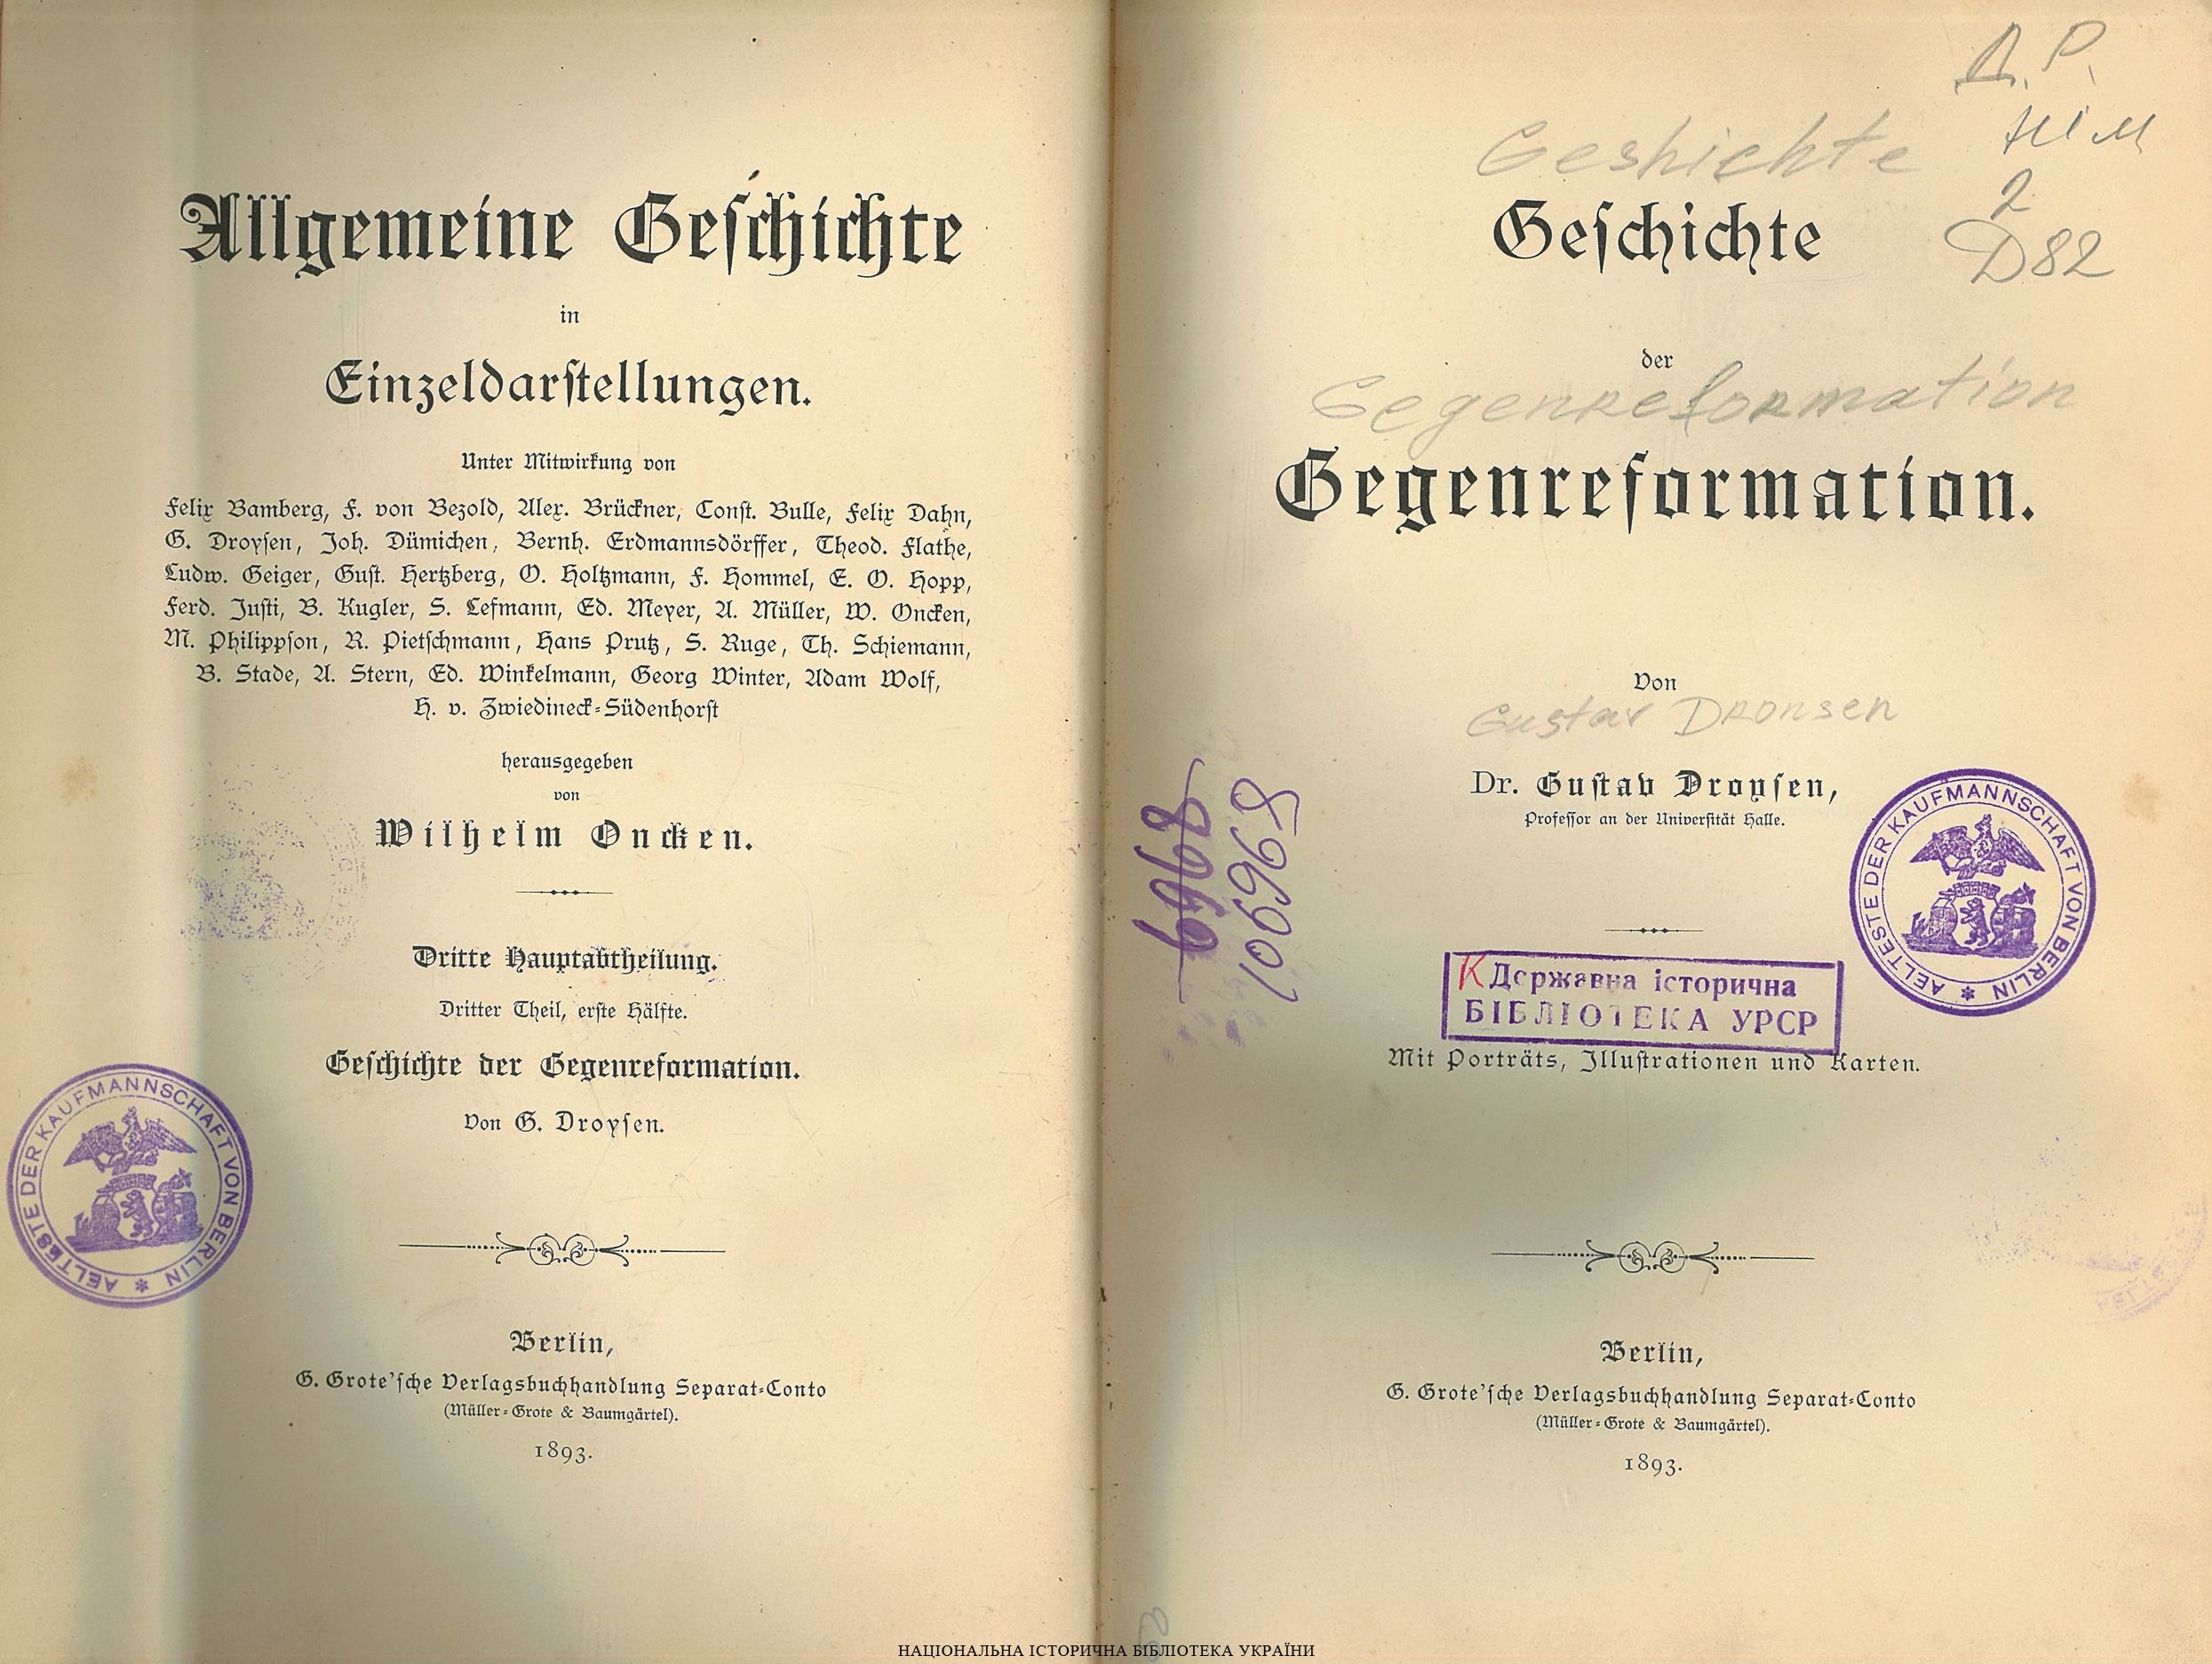 Allgemeine Geſchichte
in
Einzeldarſtellungen.
Unter Mitwirkung von
Felix Bamberg, F. von Bezold, Alex. Brückner, Conſt. Bulle, Felix Dahn,
G. Droyſen, Joh. Dümichen, Bernh. Erdmannsdörffer, Theod. Flathe,
Ludw. Geiger, Guſt. Hertzberg, O. Holtzmann, F. Hommel, E. O. Hopp,
Ferd. Juſti, B. Kugler, S. Lefmann, Ed. Meyer, A. Müller, W. Oncken,
M. Philippſon, R. Pietſchmann, Hans Prutz, S. Ruge, Th. Schiemann,
B. Stade, A. Stern, Ed. Winkelmann, Georg Winter, Adam Wolf,
H. v. Zwiedineck-Südenhorſt
herausgegeben
von
Wilhelm Oncken.
Dritte Hauptabtheilung.
Dritter Theil, erſte Hälfte.
Geſchichte der Gegenreformation.
Von G. Droyſen.
AELTESTE DER KAUFMANNSCHAFT VON BERLIN *
Berlin,
G. Grote'ſche Verlagsbuchhandlung Separat-Conto
(Müller-Grote & Baumgärtel).
1893.
Д. Р.
Нім
2
D82
Geshichte
Geſchichte
der
Gegenreformation
Gegenreformation.
Von
Gustav Dronsen
Dr. Guſtav Droyſen,
Profeſſor an der Univerſität Halle.
AELTESTE DER KAUFMANNSCHAFT VON BERLIN *
6968
106968
К Державна історична
БІБЛІОТЕКА УРСР
Mit Porträts, Illuſtrationen und Karten.
Berlin,
G. Grote'ſche Verlagsbuchhandlung Separat-Conto
(Müller-Grote & Baumgärtel).
1893.
НАЦІОНАЛЬНА ІСТОРИЧНА БІБЛІОТЕКА УКРАЇНИ